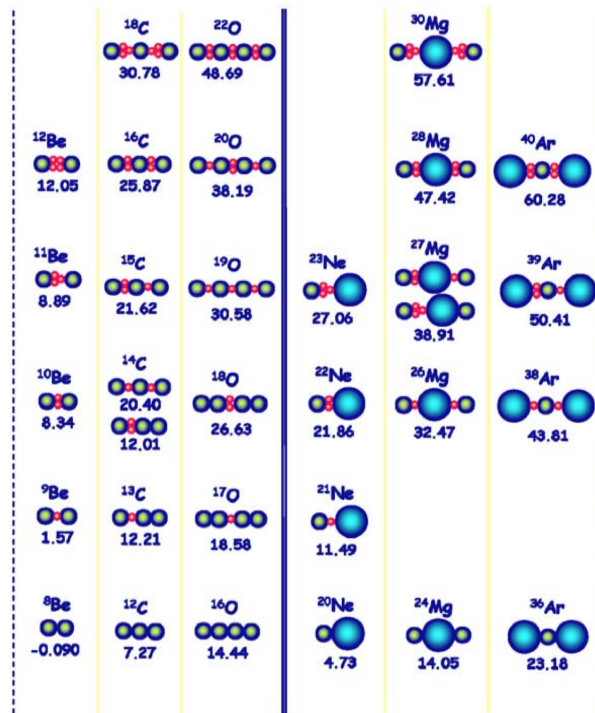 18C 22O 30Mg
30.78 48.69 57.61
12Be 16C 20O 28Mg 40Ar
12.05 25.87 38.19 47.42 60.28
11Be 15C 19O 23Ne 27Mg 39Ar
8.89 21.62 30.58 27.06 38.91 50.41
10Be 14C 18O 22Ne 26Mg 38Ar
8.34 20.40 26.63 21.86 32.47 43.81
12.01
9Be 13C 17O 21Ne
1.57 12.21 18.58 11.49
8Be 12C 16O 20Ne 24Mg 36Ar
-0.090 7.27 14.44 4.73 14.05 23.18